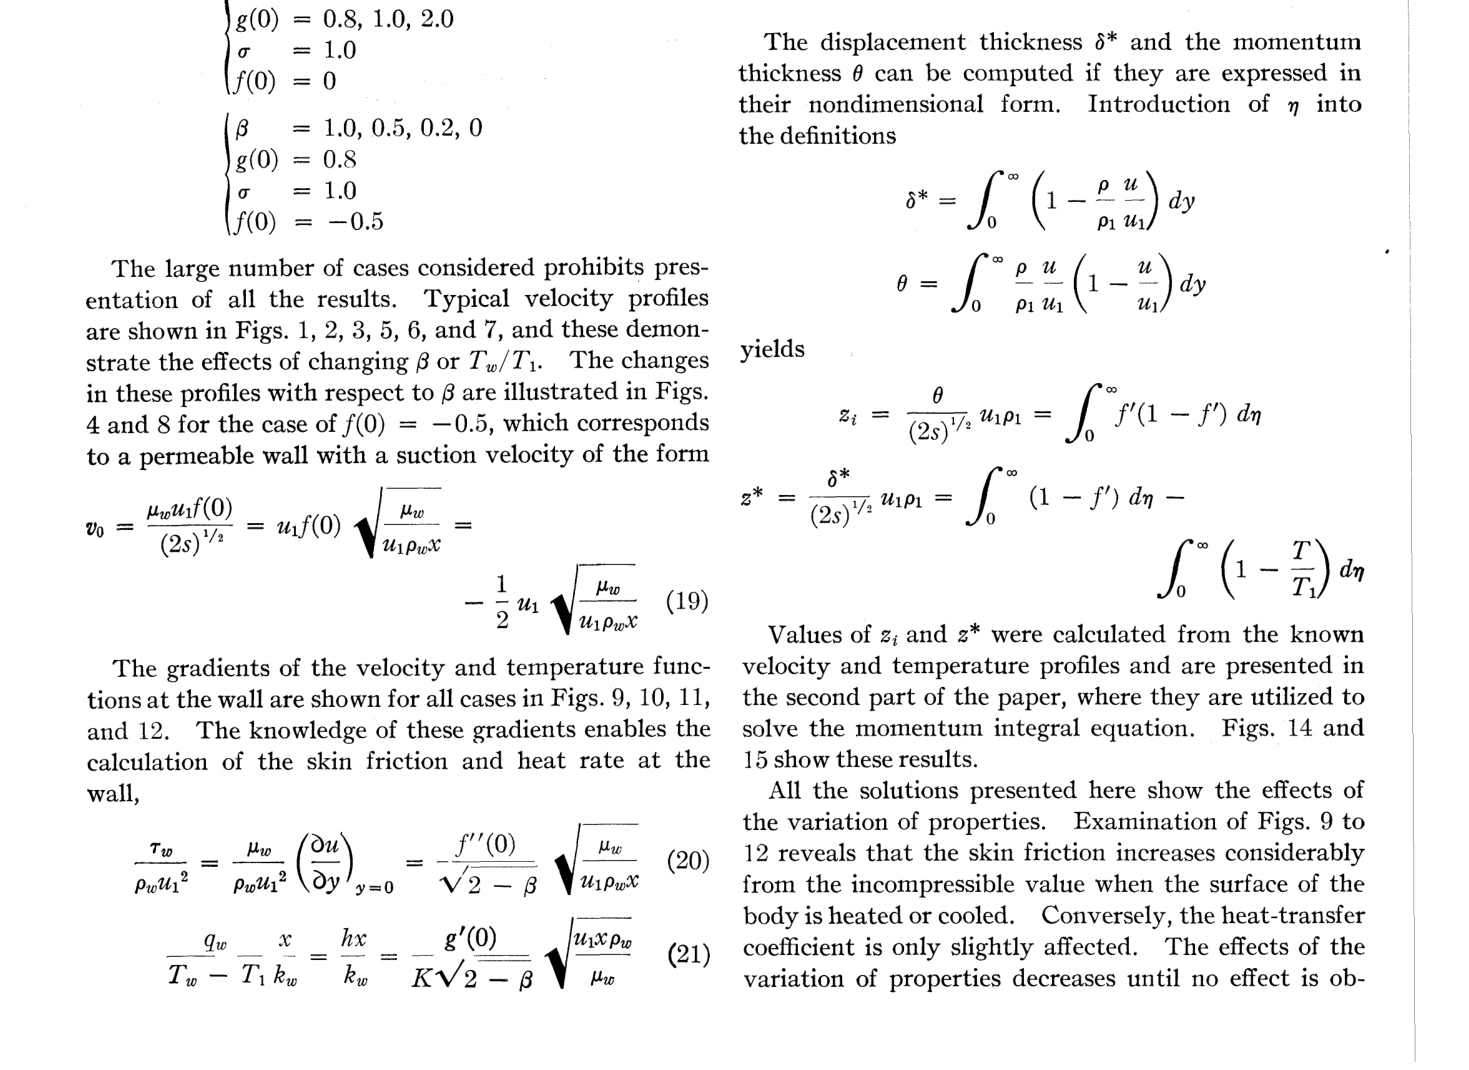 g(0) = 0.8, 1.0, 2.0
σ = 1.0
f(0) = 0
β = 1.0, 0.5, 0.2, 0
g(0) = 0.8
σ = 1.0
f(0) = −0.5
The large number of cases considered prohibits pres-
entation of all the results. Typical velocity profiles
are shown in Figs. 1, 2, 3, 5, 6, and 7, and these demon-
strate the effects of changing β or T_w/T_1. The changes
in these profiles with respect to β are illustrated in Figs.
4 and 8 for the case of f(0) = −0.5, which corresponds
to a permeable wall with a suction velocity of the form
v_0 = μ_w u_1 f(0) / (2s)^{1/2} = u_1 f(0) √(μ_w / u_1 ρ_w x) =
− 1/2 u_1 √(μ_w / u_1 ρ_w x) (19)
The gradients of the velocity and temperature func-
tions at the wall are shown for all cases in Figs. 9, 10, 11,
and 12. The knowledge of these gradients enables the
calculation of the skin friction and heat rate at the
wall,
τ_w / ρ_w u_1² = μ_w / ρ_w u_1² (∂u/∂y)_{y=0} = f''(0) / √(2 − β) √(μ_w / u_1 ρ_w x) (20)
q_w / (T_w − T_1) x / k_w = hx / k_w = g'(0) / K√(2 − β) √(u_1 x ρ_w / μ_w) (21)
The displacement thickness δ* and the momentum
thickness θ can be computed if they are expressed in
their nondimensional form. Introduction of η into
the definitions
δ* = ∫_0^∞ (1 − ρ/ρ_1 u/u_1) dy
θ = ∫_0^∞ ρ/ρ_1 u/u_1 (1 − u/u_1) dy
yields
z_i = θ / (2s)^{1/2} u_1 ρ_1 = ∫_0^∞ f'(1 − f') dη
z* = δ* / (2s)^{1/2} u_1 ρ_1 = ∫_0^∞ (1 − f') dη −
∫_0^∞ (1 − T/T_1) dη
Values of z_i and z* were calculated from the known
velocity and temperature profiles and are presented in
the second part of the paper, where they are utilized to
solve the momentum integral equation. Figs. 14 and
15 show these results.
All the solutions presented here show the effects of
the variation of properties. Examination of Figs. 9 to
12 reveals that the skin friction increases considerably
from the incompressible value when the surface of the
body is heated or cooled. Conversely, the heat-transfer
coefficient is only slightly affected. The effects of the
variation of properties decreases until no effect is ob-